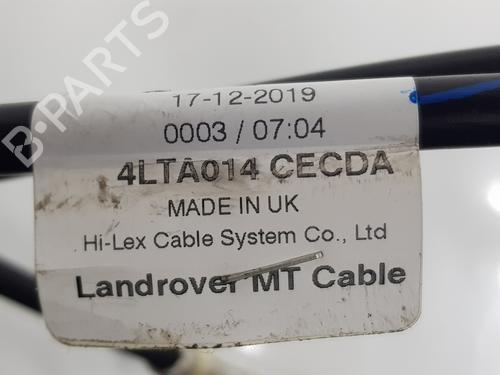 B-PARTS
17-12-2019
0003 / 07:04
4LTA014 CECDA
MADE IN UK
Hi-Lex Cable System Co., Ltd
Landrover MT Cable